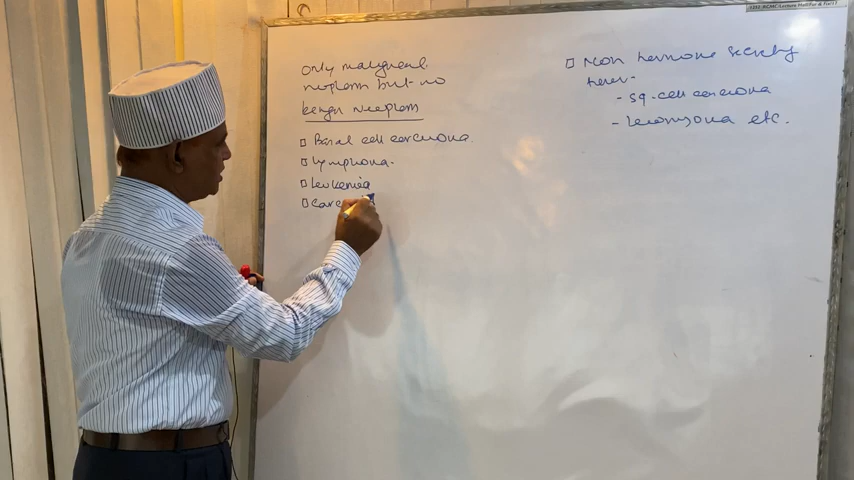 Only malignant
neoplasm but no
benign neoplasm
Basal cell carcinoma
Lymphoma
Leukemia
Carc
Non hormone secreting
tumor-
- Sq. cell carcinoma
- Leiomyoma etc.